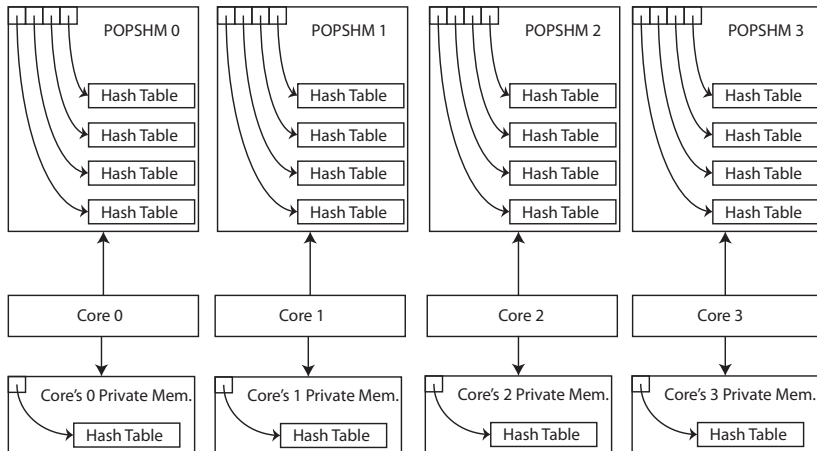 POPSHM 0
Hash Table
Hash Table
Hash Table
Hash Table
POPSHM 1
Hash Table
Hash Table
Hash Table
Hash Table
POPSHM 2
Hash Table
Hash Table
Hash Table
Hash Table
POPSHM 3
Hash Table
Hash Table
Hash Table
Hash Table
Core 0
Core 1
Core 2
Core 3
Core's 0 Private Mem.
Hash Table
Core's 1 Private Mem.
Hash Table
Core's 2 Private Mem.
Hash Table
Core's 3 Private Mem.
Hash Table